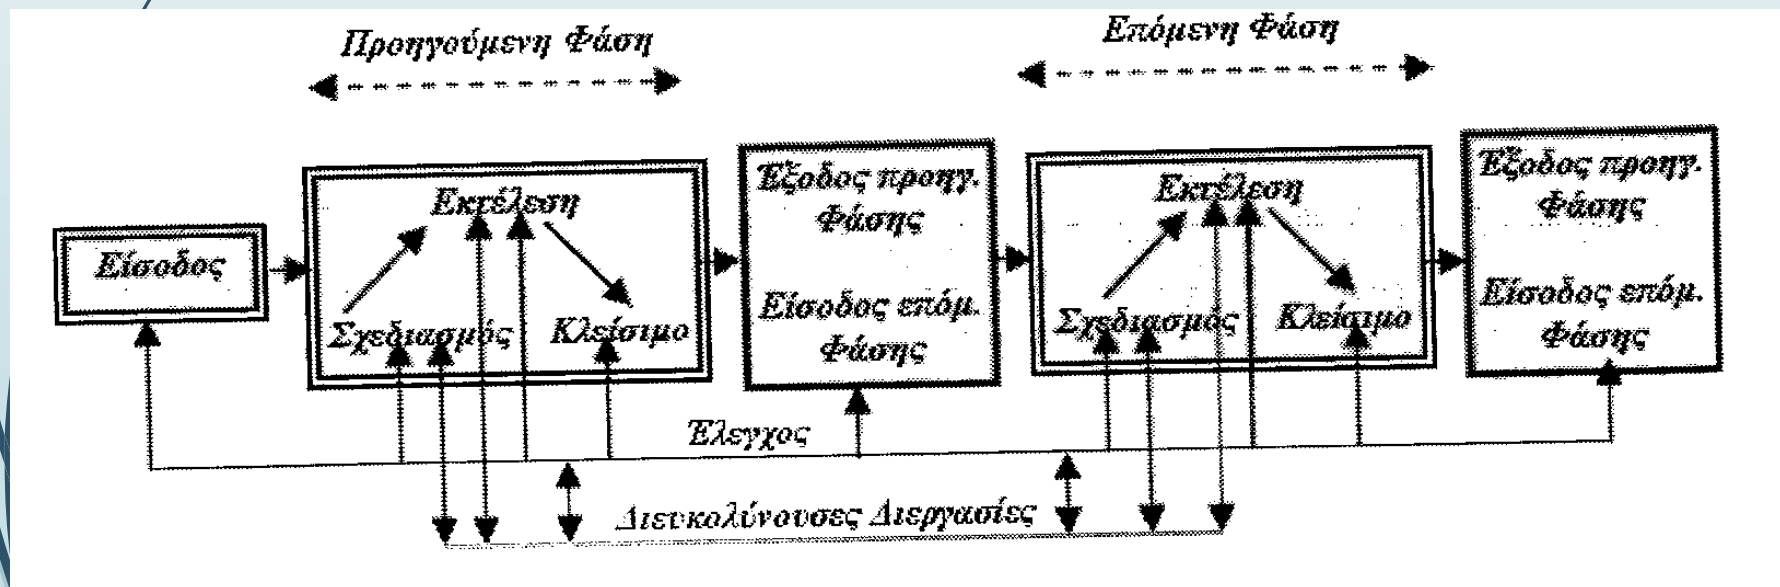 Προηγούμενη Φάση
Επόμενη Φάση
Είσοδος
Εκτέλεση
Σχεδιασμός
Κλείσιμο
Έξοδος προηγ.
Φάσης
Είσοδος επόμ.
Φάσης
Εκτέλεση
Σχεδιασμός
Κλείσιμο
Έξοδος προηγ.
Φάσης
Είσοδος επόμ.
Φάσης
Έλεγχος
Διευκολύνουσες Διεργασίες